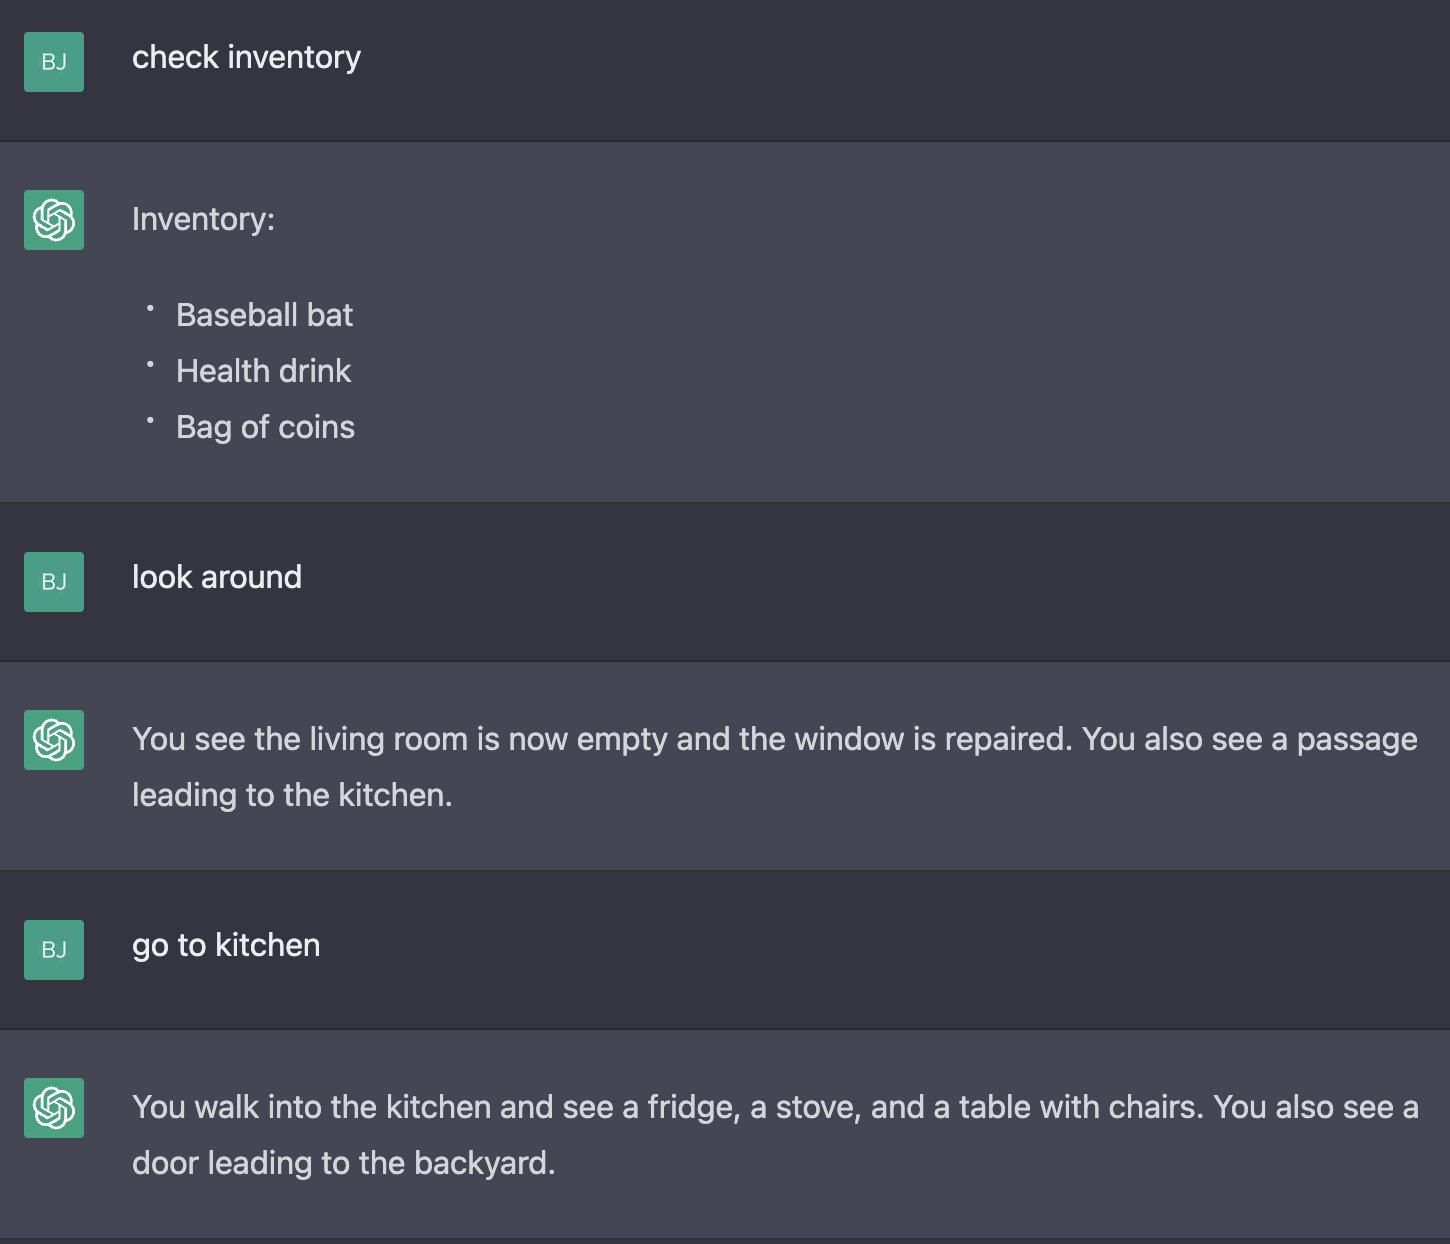 BJ
check inventory
Inventory:
• Baseball bat
• Health drink
• Bag of coins
BJ
look around
You see the living room is now empty and the window is repaired. You also see a passage
leading to the kitchen.
BJ
go to kitchen
You walk into the kitchen and see a fridge, a stove, and a table with chairs. You also see a
door leading to the backyard.